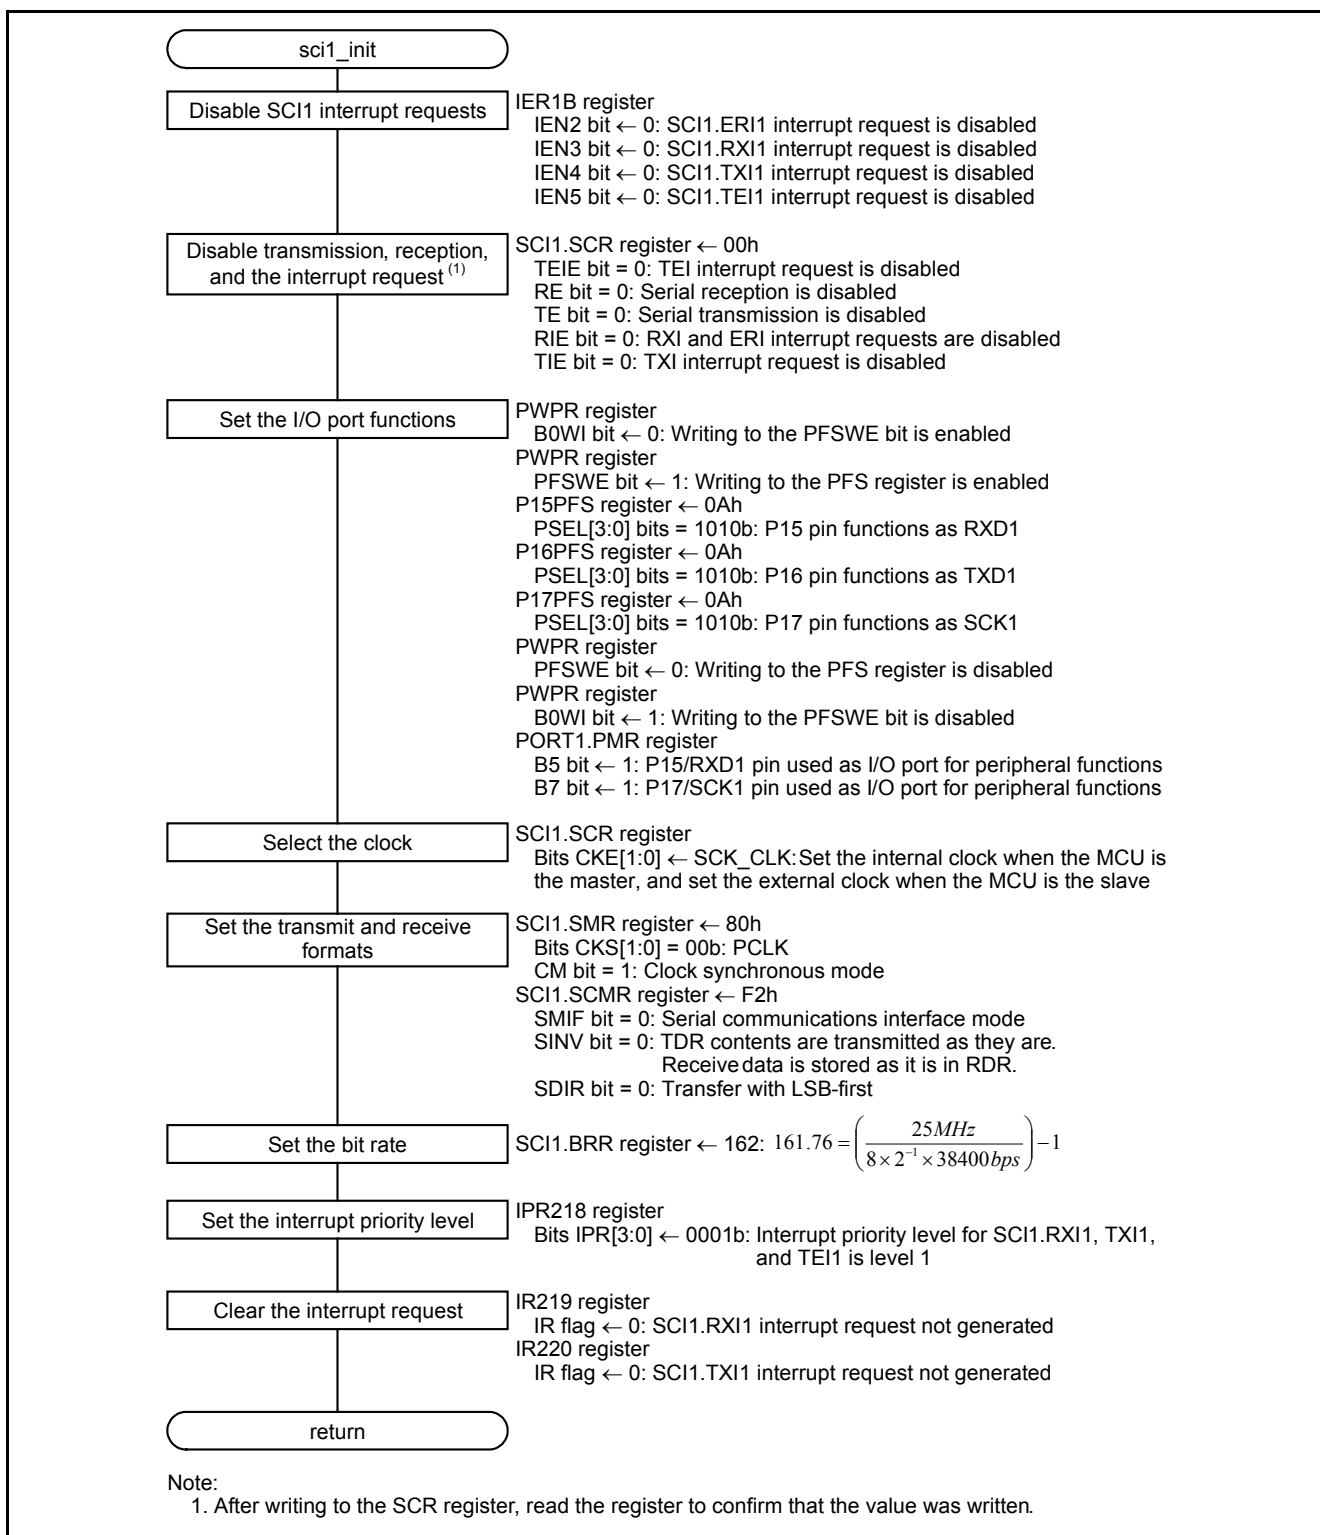 sci1_init
Disable SCI1 interrupt requests
IER1B register
IEN2 bit ← 0: SCI1.ERI1 interrupt request is disabled
IEN3 bit ← 0: SCI1.RXI1 interrupt request is disabled
IEN4 bit ← 0: SCI1.TXI1 interrupt request is disabled
IEN5 bit ← 0: SCI1.TEI1 interrupt request is disabled
Disable transmission, reception,
and the interrupt request (1)
SCI1.SCR register ← 00h
TEIE bit = 0: TEI interrupt request is disabled
RE bit = 0: Serial reception is disabled
TE bit = 0: Serial transmission is disabled
RIE bit = 0: RXI and ERI interrupt requests are disabled
TIE bit = 0: TXI interrupt request is disabled
Set the I/O port functions
PWPR register
B0WI bit ← 0: Writing to the PFSWE bit is enabled
PWPR register
PFSWE bit ← 1: Writing to the PFS register is enabled
P15PFS register ← 0Ah
PSEL[3:0] bits = 1010b: P15 pin functions as RXD1
P16PFS register ← 0Ah
PSEL[3:0] bits = 1010b: P16 pin functions as TXD1
P17PFS register ← 0Ah
PSEL[3:0] bits = 1010b: P17 pin functions as SCK1
PWPR register
PFSWE bit ← 0: Writing to the PFS register is disabled
PWPR register
B0WI bit ← 1: Writing to the PFSWE bit is disabled
PORT1.PMR register
B5 bit ← 1: P15/RXD1 pin used as I/O port for peripheral functions
B7 bit ← 1: P17/SCK1 pin used as I/O port for peripheral functions
Select the clock
SCI1.SCR register
Bits CKE[1:0] ← SCK_CLK: Set the internal clock when the MCU is
the master, and set the external clock when the MCU is the slave
Set the transmit and receive
formats
SCI1.SMR register ← 80h
Bits CKS[1:0] = 00b: PCLK
CM bit = 1: Clock synchronous mode
SCI1.SCMR register ← F2h
SMIF bit = 0: Serial communications interface mode
SINV bit = 0: TDR contents are transmitted as they are.
Receive data is stored as it is in RDR.
SDIR bit = 0: Transfer with LSB-first
Set the bit rate
SCI1.BRR register ← 162: 161.76 = (25MHz / (8 × 2⁻¹ × 38400bps)) − 1
Set the interrupt priority level
IPR218 register
Bits IPR[3:0] ← 0001b: Interrupt priority level for SCI1.RXI1, TXI1,
and TEI1 is level 1
Clear the interrupt request
IR219 register
IR flag ← 0: SCI1.RXI1 interrupt request not generated
IR220 register
IR flag ← 0: SCI1.TXI1 interrupt request not generated
return
Note:
1. After writing to the SCR register, read the register to confirm that the value was written.